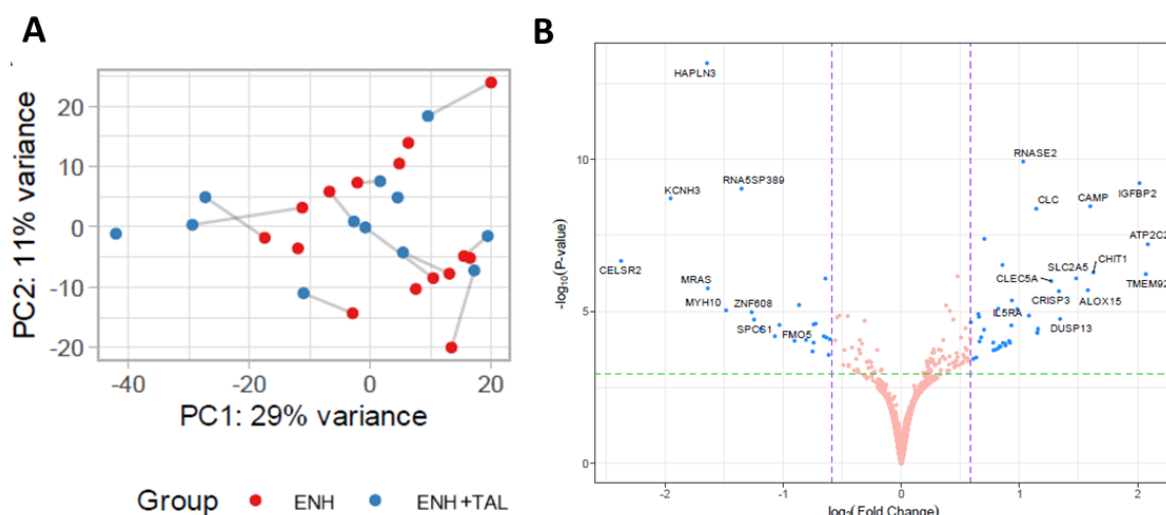 A
B
20
10
0
-10
-20
-40
-20
0
20
PC2: 11% variance
PC1: 29% variance
Group ENH ENH+TAL
10
5
0
-2
-1
0
1
2
-log10(P-value)
log2(Fold Change)
HAPLN3
RNASE2
RNA5SP389
KCNH3
IGFBP2
CAMP
CLC
ATP2C2
CELSR2
CHIT1
SLC2A5
CLEC5A
TMEM92
MRAS
CRISP3
ALOX15
MYH10
ZNF608
IL5RA
SPC61
FMO5
DUSP13